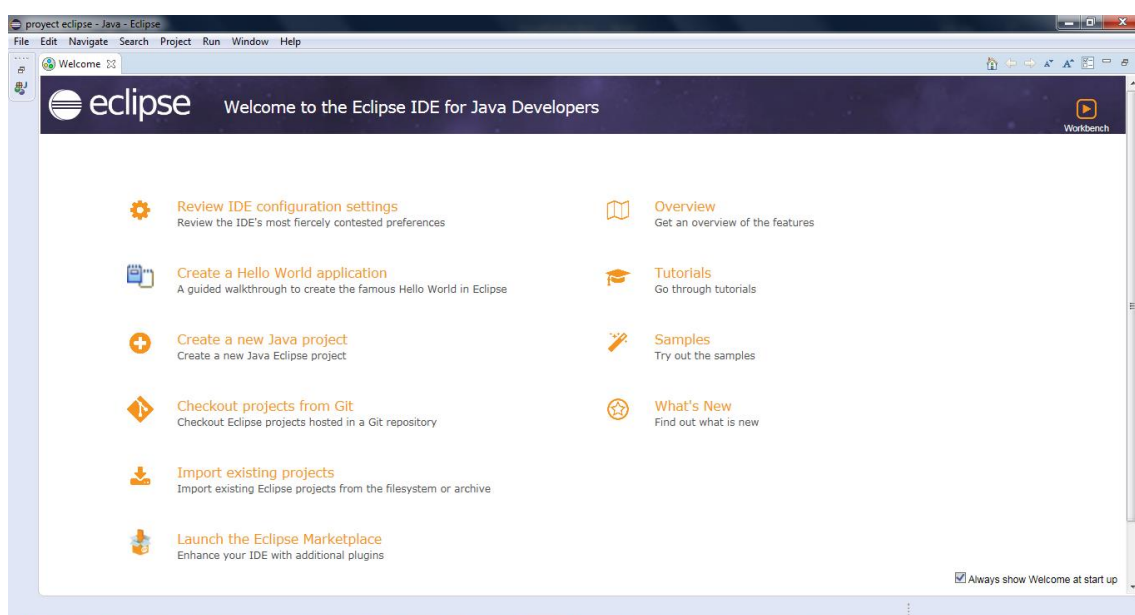 proyect eclipse - Java - Eclipse
File Edit Navigate Search Project Run Window Help
Welcome
eclipse Welcome to the Eclipse IDE for Java Developers
Workbench
Review IDE configuration settings
Review the IDE's most fiercely contested preferences
Create a Hello World application
A guided walkthrough to create the famous Hello World in Eclipse
Create a new Java project
Create a new Java Eclipse project
Checkout projects from Git
Checkout Eclipse projects hosted in a Git repository
Import existing projects
Import existing Eclipse projects from the filesystem or archive
Launch the Eclipse Marketplace
Enhance your IDE with additional plugins
Overview
Get an overview of the features
Tutorials
Go through tutorials
Samples
Try out the samples
What's New
Find out what is new
Always show Welcome at start up